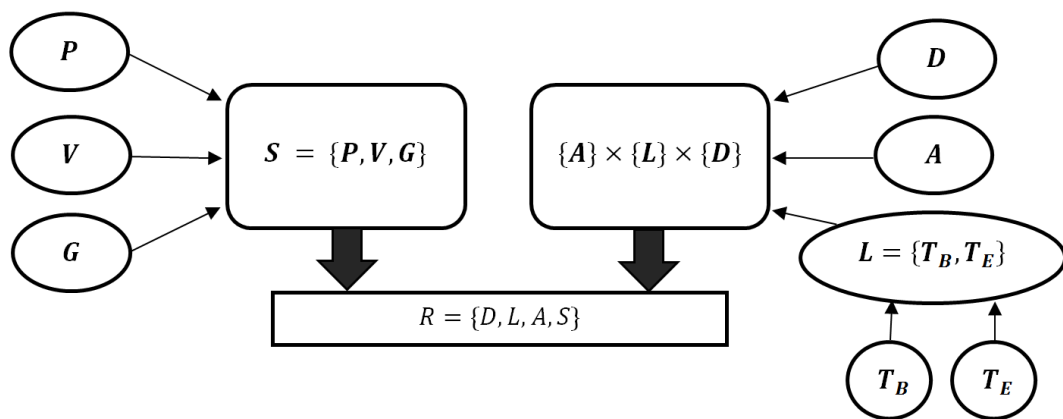 P
V
G
S = {P, V, G}
{A} × {L} × {D}
D
A
L = {T_B, T_E}
T_B
T_E
R = {D, L, A, S}